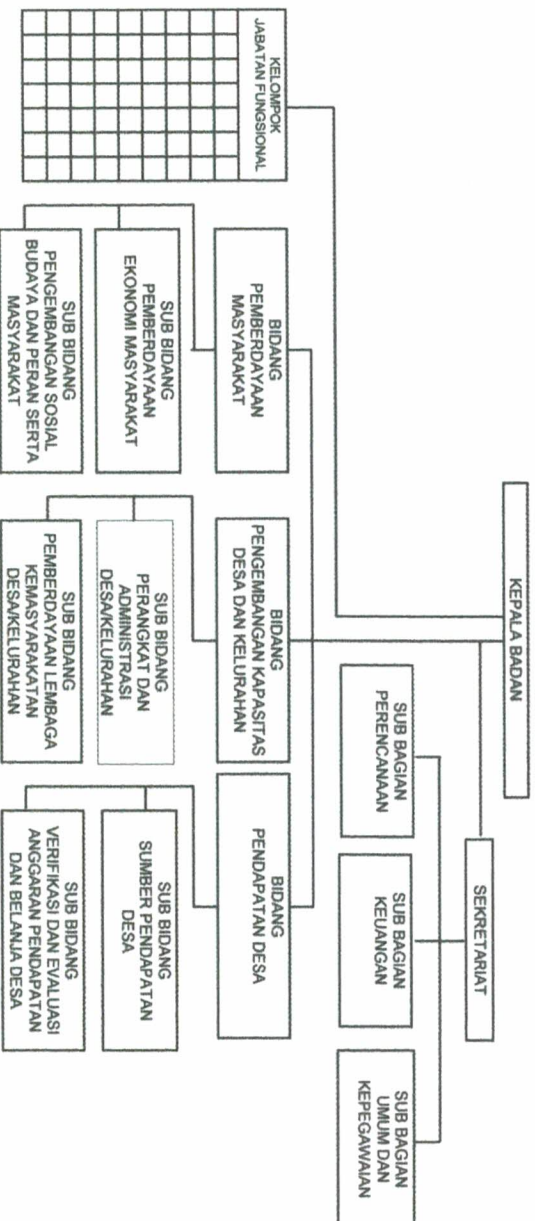 KEPALA BADAN
SEKRETARIAT
SUB BAGIAN
PERENCANAAN
SUB BAGIAN
KEUANGAN
SUB BAGIAN
UMUM DAN
KEPEGAWAIAN
KELOMPOK
JABATAN FUNGSIONAL
BIDANG
PEMBERDAYAAN
MASYARAKAT
SUB BIDANG
PEMBERDAYAAN
EKONOMI MASYARAKAT
SUB BIDANG
PENGEMBANGAN SOSIAL
BUDAYA DAN PERAN SERTA
MASYARAKAT
BIDANG
PENGEMBANGAN KAPASITAS
DESA DAN KELURAHAN
SUB BIDANG
PERANGKAT DAN
ADMINISTRASI
DESA/KELURAHAN
SUB BIDANG
PEMBERDAYAAN LEMBAGA
KEMASYARAKATAN
DESA/KELURAHAN
BIDANG
PENDAPATAN DESA
SUB BIDANG
SUMBER PENDAPATAN
DESA
SUB BIDANG
VERIFIKASI DAN EVALUASI
ANGGARAN PENDAPATAN
DAN BELANJA DESA